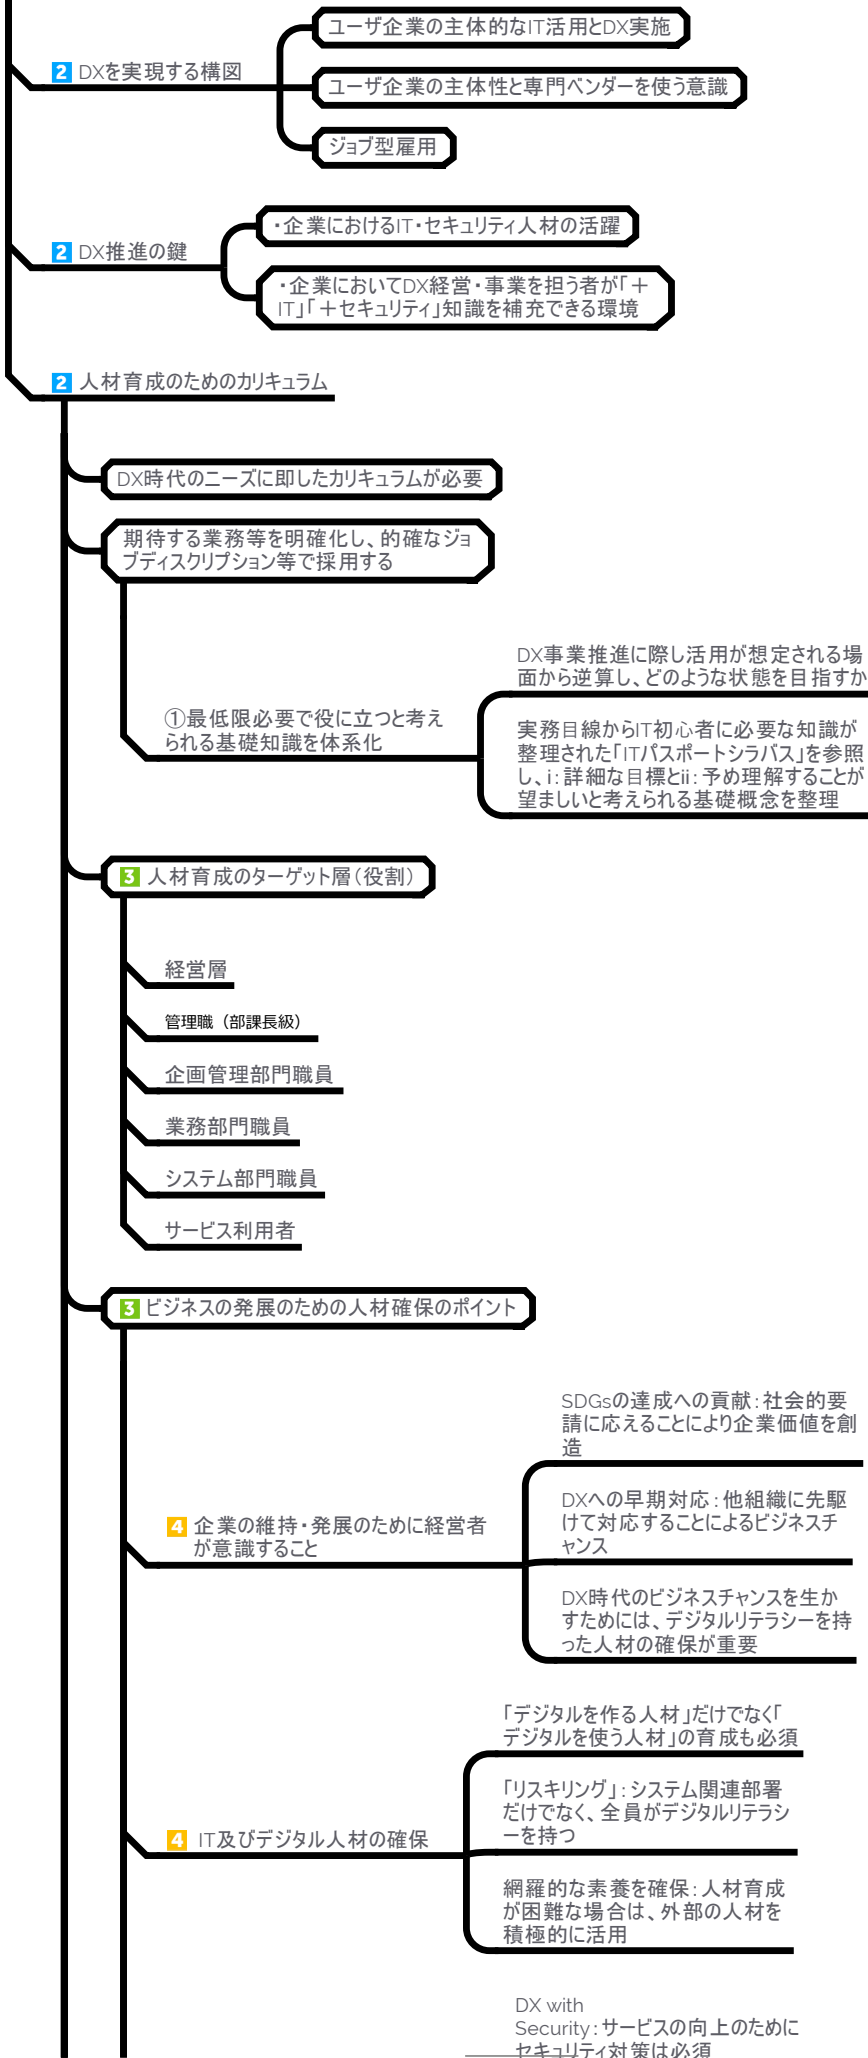 ユーザ企業の主体的なIT活用とDX実施
2 DXを実現する構図
ユーザ企業の主体性と専門ベンダーを使う意識
ジョブ型雇用
・企業におけるIT・セキュリティ人材の活躍
2 DX推進の鍵
・企業においてDX経営・事業を担う者が「＋
IT」「＋セキュリティ」知識を補充できる環境
2 人材育成のためのカリキュラム
DX時代のニーズに即したカリキュラムが必要
期待する業務等を明確化し、的確なジョ
ブディスクリプション等で採用する
DX事業推進に際し活用が想定される場
面から逆算し、どのような状態を目指すか
①最低限必要で役に立つと考え
られる基礎知識を体系化
実務目線からIT初心者に必要な知識が
整理された「ITパスポートシラバス」を参照
し、i：詳細な目標とii：予め理解することが
望ましいと考えられる基礎概念を整理
3 人材育成のターゲット層（役割）
経営層
管理職（部課長級）
企画管理部門職員
業務部門職員
システム部門職員
サービス利用者
3 ビジネスの発展のための人材確保のポイント
SDGsの達成への貢献：社会的要
請に応えることにより企業価値を創
造
4 企業の維持・発展のために経営者
が意識すること
DXへの早期対応：他組織に先駆
けて対応することによるビジネスチ
ャンス
DX時代のビジネスチャンスを生か
すためには、デジタルリテラシーを持
った人材の確保が重要
「デジタルを作る人材」だけでなく「
デジタルを使う人材」の育成も必須
4 IT及びデジタル人材の確保
「リスキリング」：システム関連部署
だけでなく、全員がデジタルリテラシ
ーを持つ
網羅的な素養を確保：人材育成
が困難な場合は、外部の人材を
積極的に活用
DX with
Security：サービスの向上のために
セキュリティ対策は必須